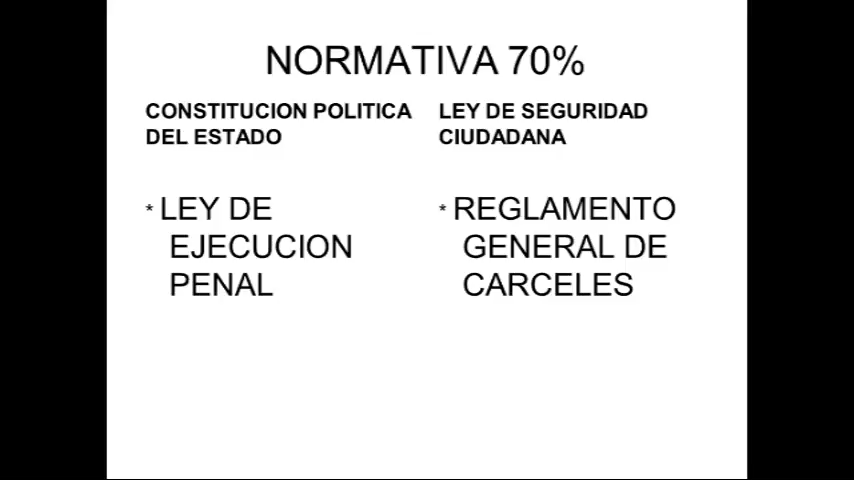 NORMATIVA 70%
CONSTITUCION POLITICA
DEL ESTADO
* LEY DE
EJECUCION
PENAL
LEY DE SEGURIDAD
CIUDADANA
* REGLAMENTO
GENERAL DE
CARCELES